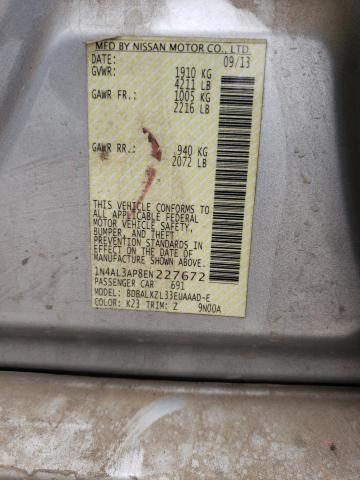 MFD BY NISSAN MOTOR CO., LTD.
DATE: 09/13
GVWR: 1910 KG
4211 LB
GAWR FR.: 1005 KG
2216 LB
GAWR RR.: 940 KG
2072 LB
THIS VEHICLE CONFORMS TO
ALL APPLICABLE FEDERAL
MOTOR VEHICLE SAFETY,
BUMPER, AND THEFT
PREVENTION STANDARDS IN
EFFECT ON THE DATE OF
MANUFACTURE SHOWN ABOVE.
1N4AL3AP8EN227672
PASSENGER CAR 691
MODEL: BDBALXZL33EUAAAD-E
COLOR: K23 TRIM: 2 9N00A